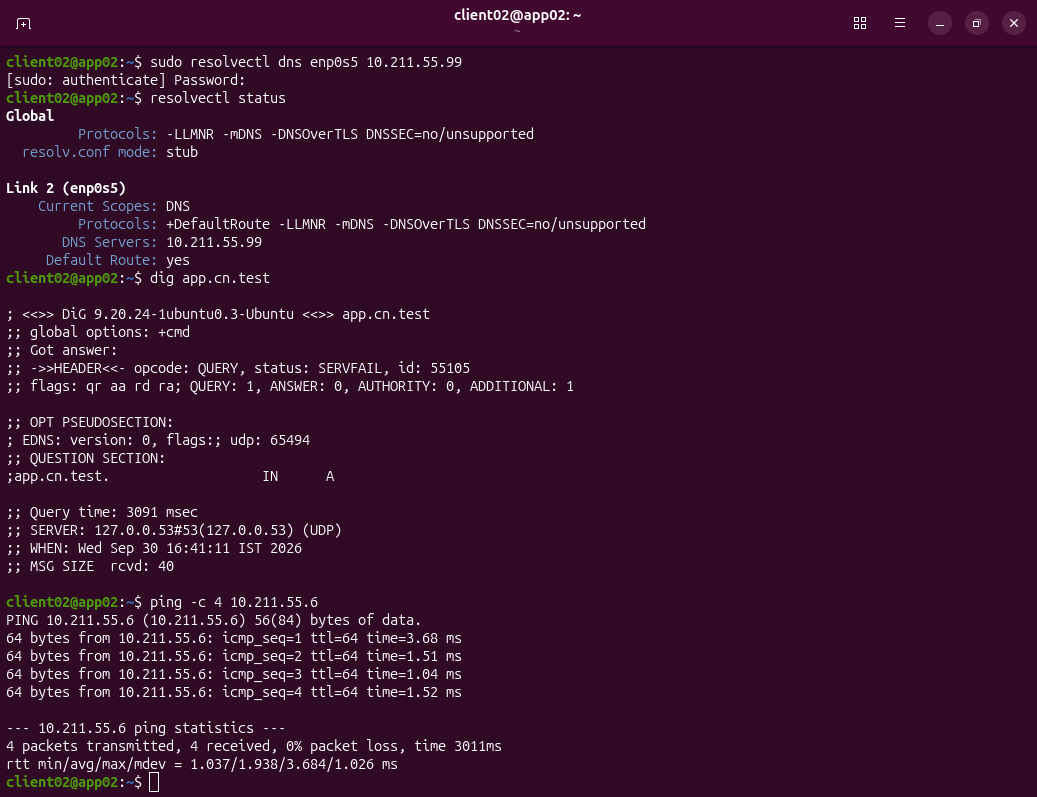 client02@app02: ~
~
client02@app02:~$ sudo resolvectl dns enp0s5 10.211.55.99
[sudo: authenticate] Password:
client02@app02:~$ resolvectl status
Global
         Protocols: -LLMNR -mDNS -DNSOverTLS DNSSEC=no/unsupported
  resolv.conf mode: stub

Link 2 (enp0s5)
    Current Scopes: DNS
         Protocols: +DefaultRoute -LLMNR -mDNS -DNSOverTLS DNSSEC=no/unsupported
       DNS Servers: 10.211.55.99
     Default Route: yes
client02@app02:~$ dig app.cn.test

; <<>> DiG 9.20.24-1ubuntu0.3-Ubuntu <<>> app.cn.test
;; global options: +cmd
;; Got answer:
;; ->>HEADER<<- opcode: QUERY, status: SERVFAIL, id: 55105
;; flags: qr aa rd ra; QUERY: 1, ANSWER: 0, AUTHORITY: 0, ADDITIONAL: 1

;; OPT PSEUDOSECTION:
; EDNS: version: 0, flags:; udp: 65494
;; QUESTION SECTION:
;app.cn.test.                   IN      A

;; Query time: 3091 msec
;; SERVER: 127.0.0.53#53(127.0.0.53) (UDP)
;; WHEN: Wed Sep 30 16:41:11 IST 2026
;; MSG SIZE  rcvd: 40

client02@app02:~$ ping -c 4 10.211.55.6
PING 10.211.55.6 (10.211.55.6) 56(84) bytes of data.
64 bytes from 10.211.55.6: icmp_seq=1 ttl=64 time=3.68 ms
64 bytes from 10.211.55.6: icmp_seq=2 ttl=64 time=1.51 ms
64 bytes from 10.211.55.6: icmp_seq=3 ttl=64 time=1.04 ms
64 bytes from 10.211.55.6: icmp_seq=4 ttl=64 time=1.52 ms

--- 10.211.55.6 ping statistics ---
4 packets transmitted, 4 received, 0% packet loss, time 3011ms
rtt min/avg/max/mdev = 1.037/1.938/3.684/1.026 ms
client02@app02:~$